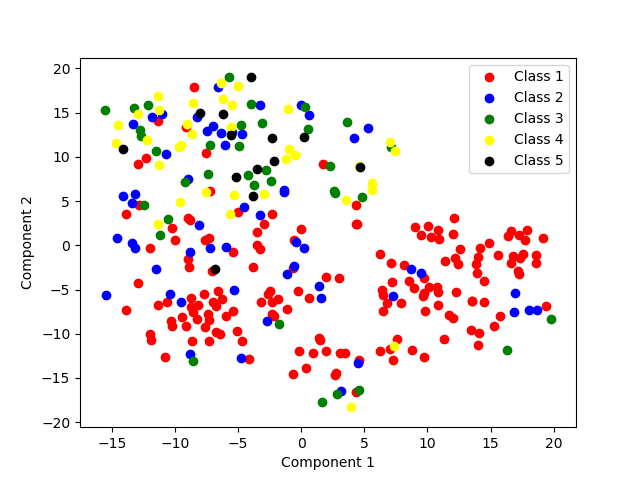 Class 1
Class 2
Class 3
Class 4
Class 5
20
15
10
5
0
−5
−10
−15
−20
Component 2
−15 −10 −5 0 5 10 15 20
Component 1